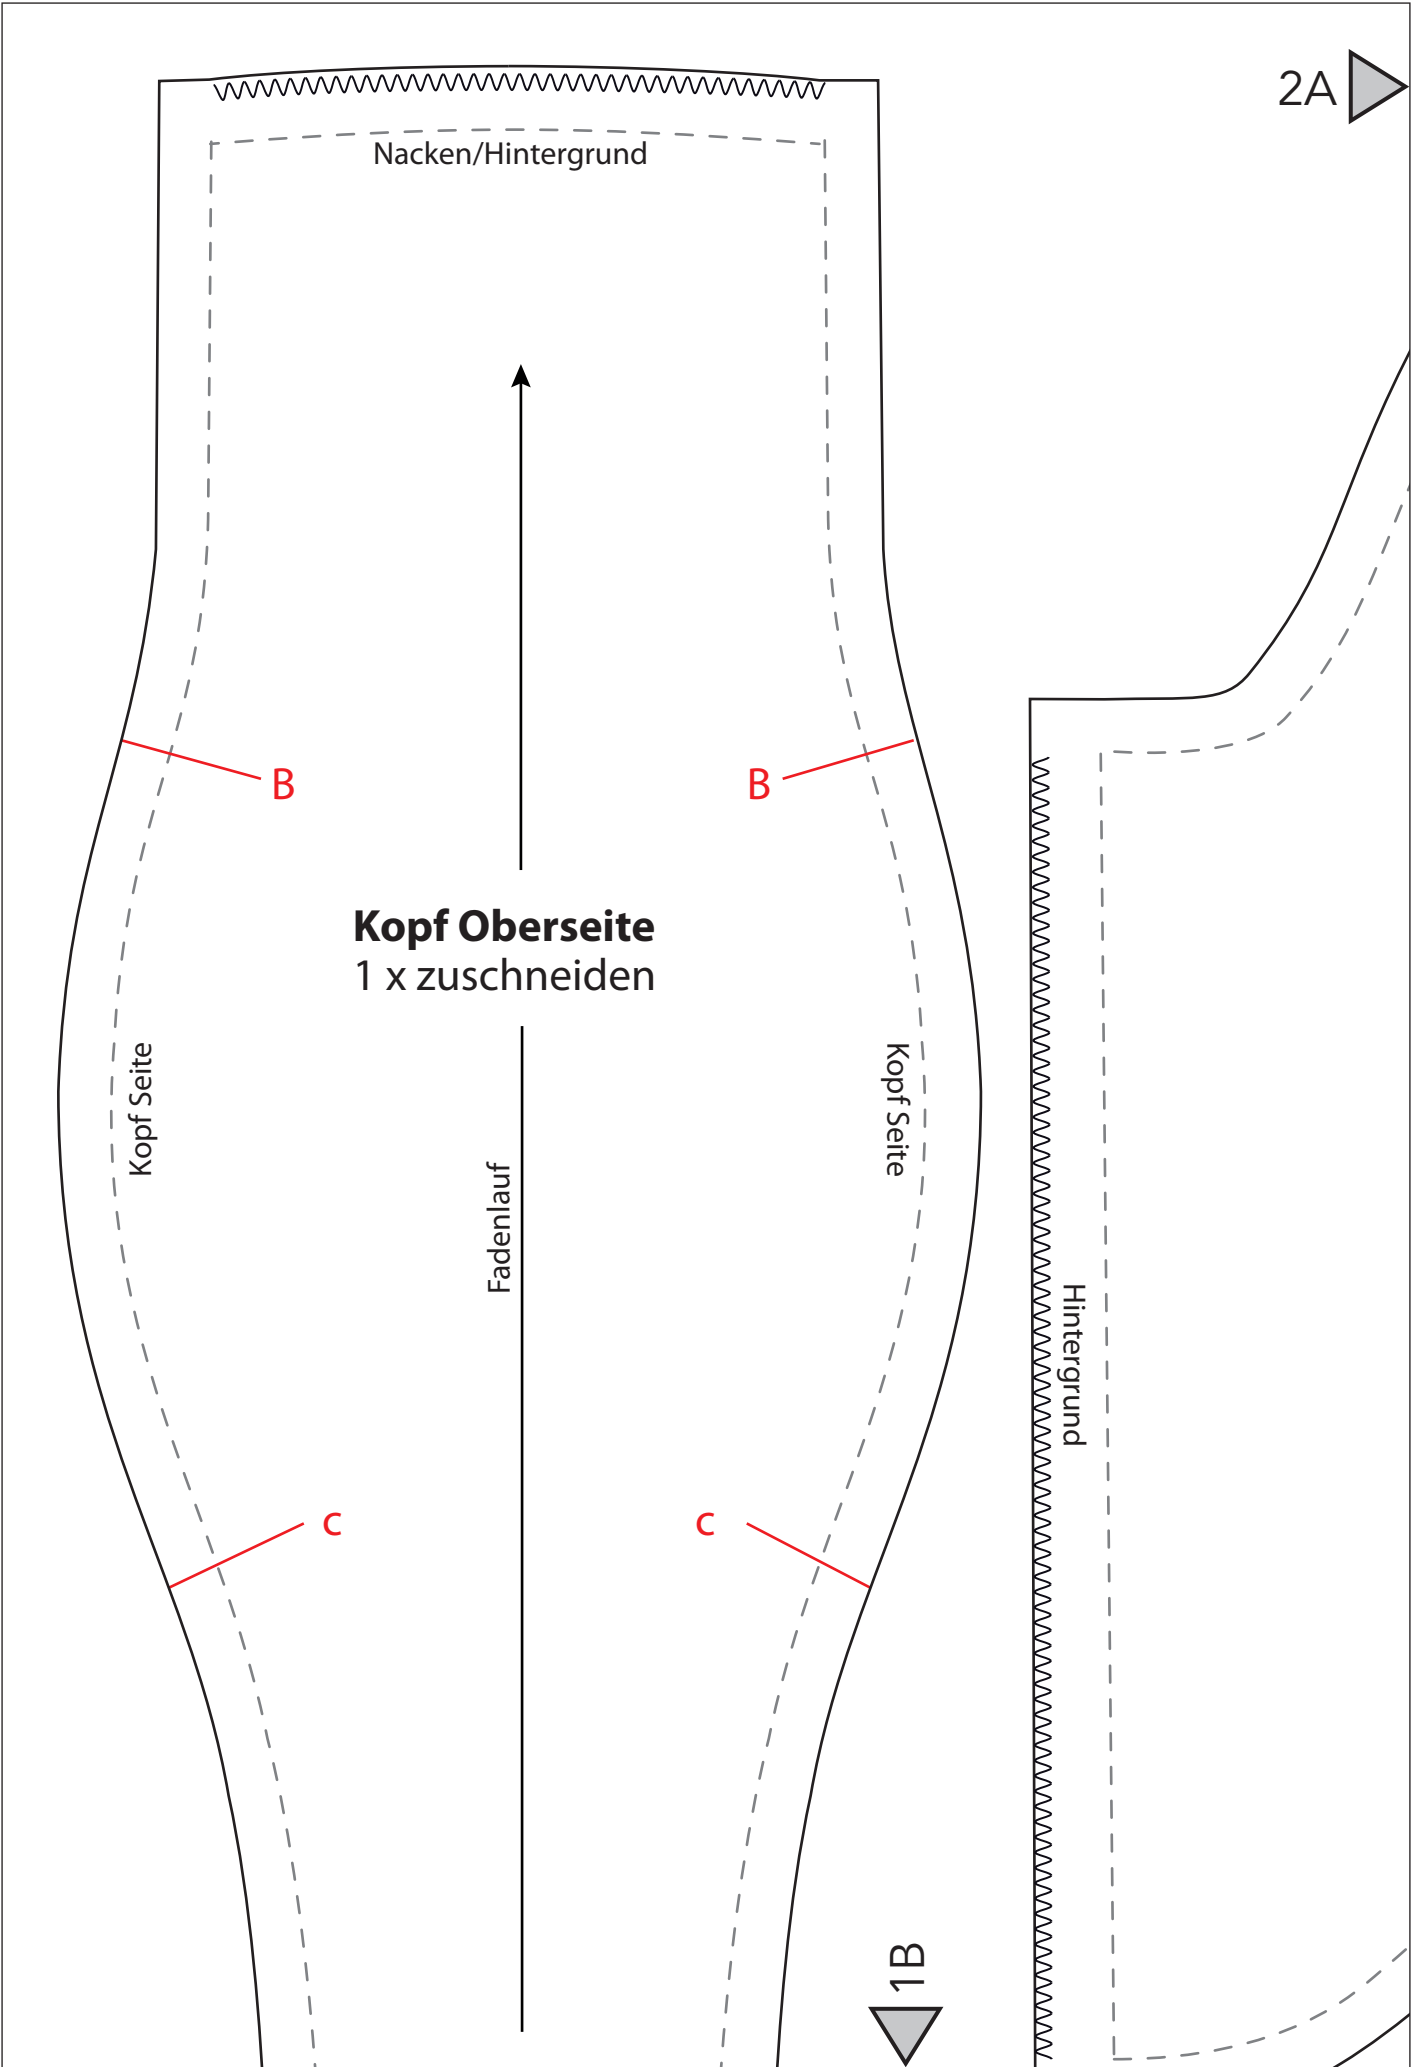 2A
Nacken/Hintergrund
B
B
Kopf Oberseite
1 x zuschneiden
Kopf Seite
Kopf Seite
Fadenlauf
Hintergrund
C
C
1B